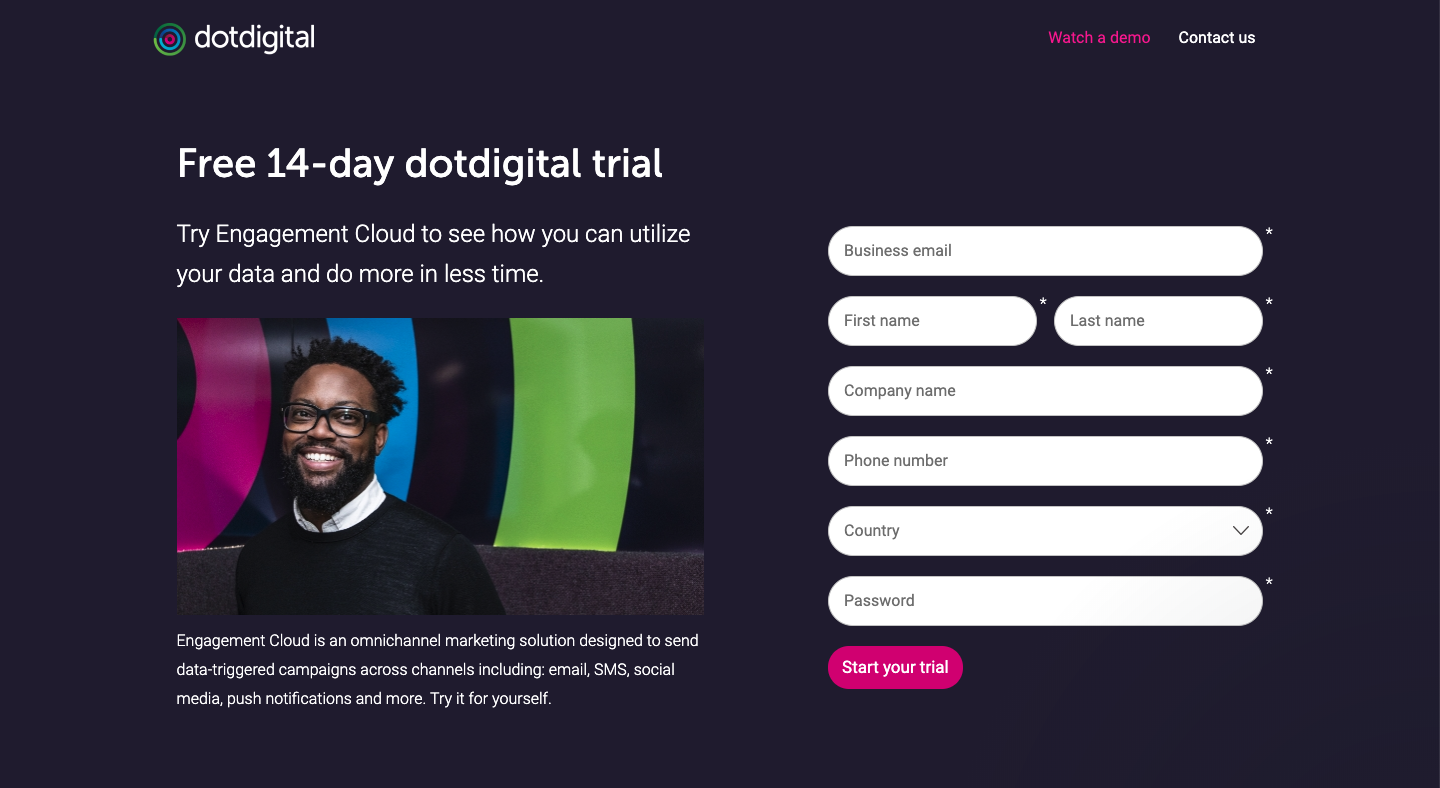 dotdigital
Watch a demo
Contact us
Free 14-day dotdigital trial
Try Engagement Cloud to see how you can utilize
your data and do more in less time.
Engagement Cloud is an omnichannel marketing solution designed to send
data-triggered campaigns across channels including: email, SMS, social
media, push notifications and more. Try it for yourself.
Business email *
First name * Last name *
Company name *
Phone number *
Country *
Password *
Start your trial